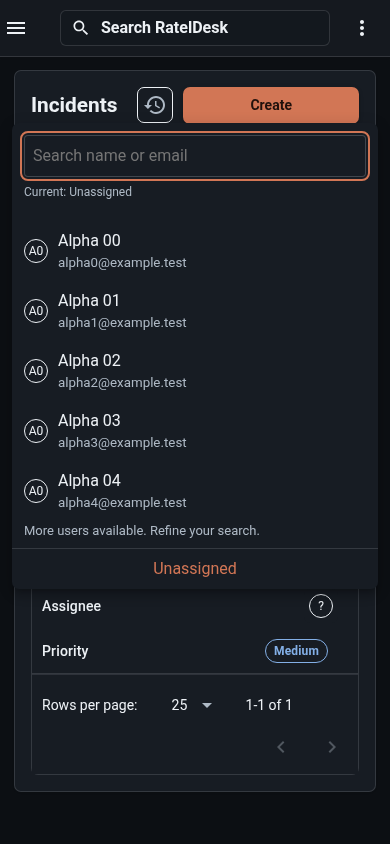 Search RatelDesk
Incidents
Create
Search name or email
Current: Unassigned
A0
Alpha 00
alpha0@example.test
A0
Alpha 01
alpha1@example.test
A0
Alpha 02
alpha2@example.test
A0
Alpha 03
alpha3@example.test
A0
Alpha 04
alpha4@example.test
More users available. Refine your search.
Unassigned
Assignee
?
Priority
Medium
Rows per page:
25
1-1 of 1